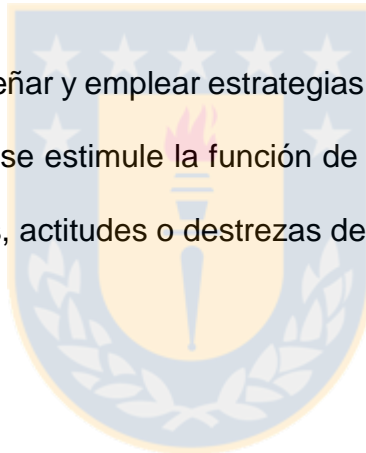 eñar y emplear estrategias
se estimule la función de
, actitudes o destrezas de